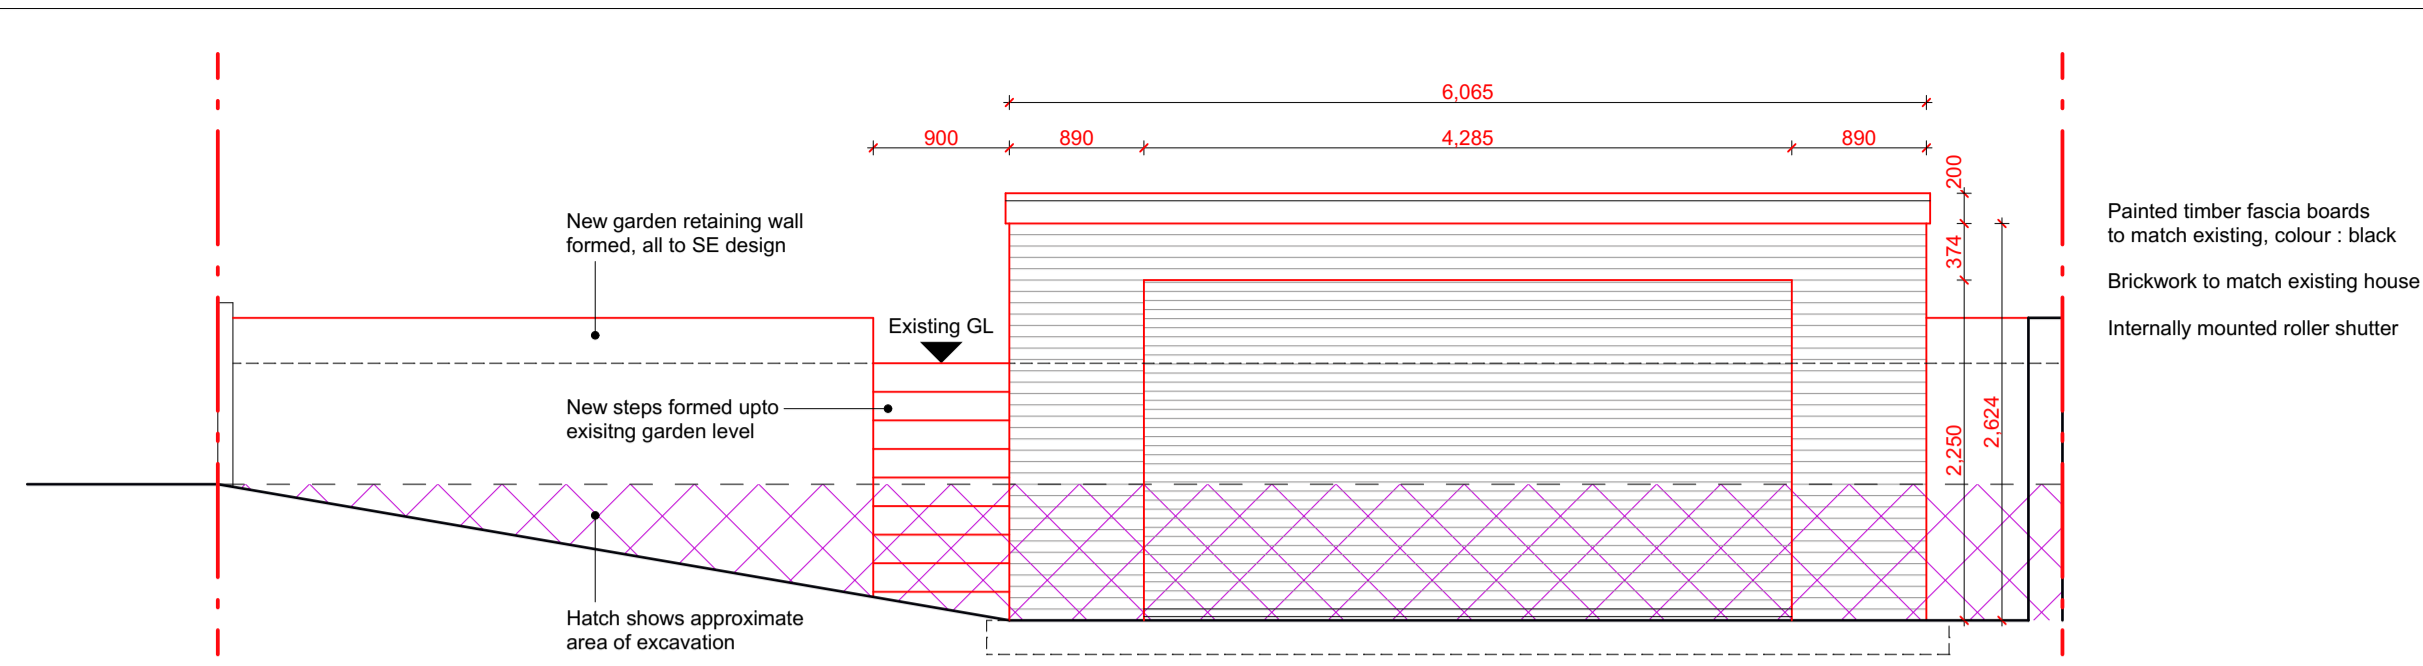 6,065
900
890
4,285
890
200
374
2,250
2,624
New garden retaining wall
formed, all to SE design
Existing GL
New steps formed upto
exisitng garden level
Hatch shows approximate
area of excavation
Painted timber fascia boards
to match existing, colour : black
Brickwork to match existing house
Internally mounted roller shutter